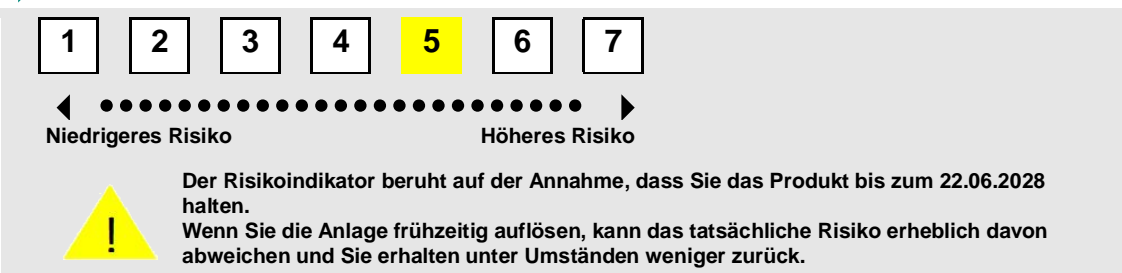 1 2 3 4 5 6 7
Niedrigeres Risiko Höheres Risiko
Der Risikoindikator beruht auf der Annahme, dass Sie das Produkt bis zum 22.06.2028
halten.
Wenn Sie die Anlage frühzeitig auflösen, kann das tatsächliche Risiko erheblich davon
abweichen und Sie erhalten unter Umständen weniger zurück.
!